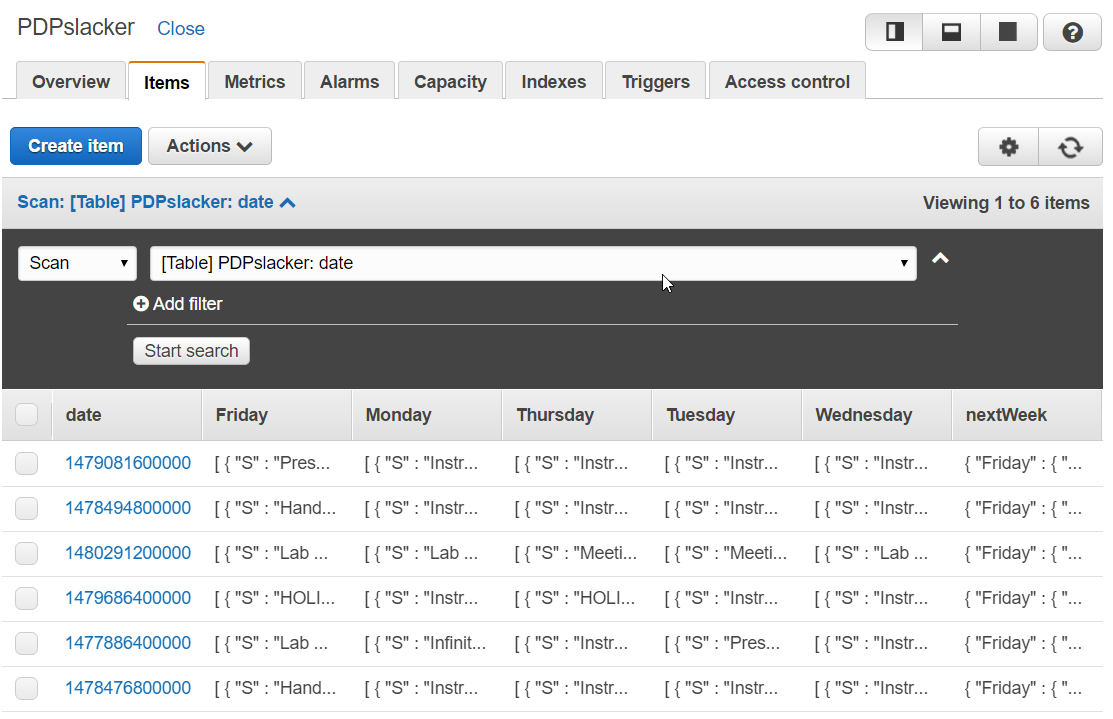 PDPslacker Close
Overview Items Metrics Alarms Capacity Indexes Triggers Access control
Create item Actions
Scan: [Table] PDPslacker: date Viewing 1 to 6 items
Scan [Table] PDPslacker: date
Add filter
Start search
date Friday Monday Thursday Tuesday Wednesday nextWeek
1479081600000 [ { "S" : "Pres... [ { "S" : "Instr... [ { "S" : "Instr... [ { "S" : "Instr... [ { "S" : "Instr... { "Friday" : { "...
1478494800000 [ { "S" : "Hand... [ { "S" : "Instr... [ { "S" : "Instr... [ { "S" : "Instr... [ { "S" : "Instr... { "Friday" : { "...
1480291200000 [ { "S" : "Lab ... [ { "S" : "Lab ... [ { "S" : "Meeti... [ { "S" : "Meeti... [ { "S" : "Lab ... { "Friday" : { "...
1479686400000 [ { "S" : "HOLI... [ { "S" : "Instr... [ { "S" : "HOLI... [ { "S" : "Instr... [ { "S" : "Instr... { "Friday" : { "...
1477886400000 [ { "S" : "Lab ... [ { "S" : "Infinit... [ { "S" : "Instr... [ { "S" : "Pres... [ { "S" : "Instr... { "Friday" : { "...
1478476800000 [ { "S" : "Hand... [ { "S" : "Instr... [ { "S" : "Instr... [ { "S" : "Instr... [ { "S" : "Instr... { "Friday" : { "...